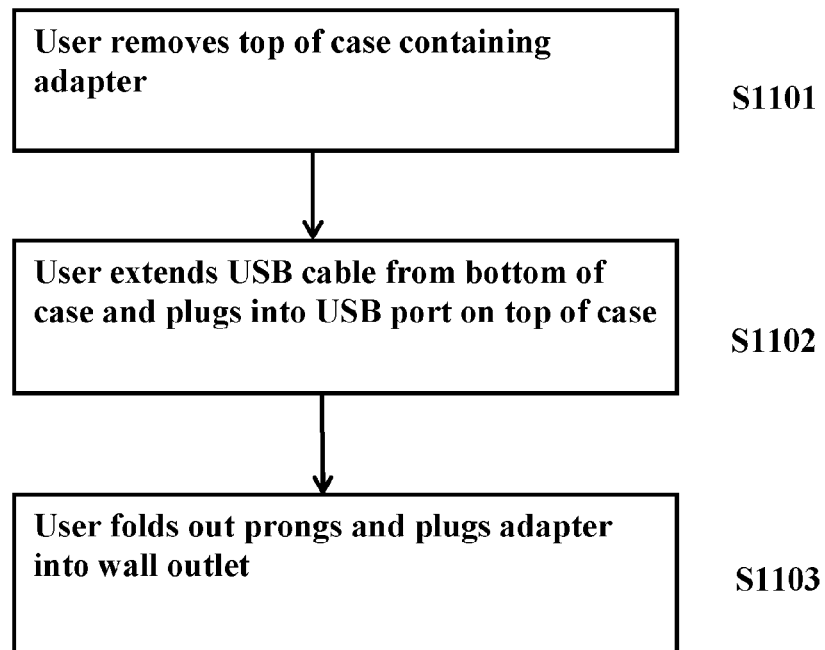 User removes top of case containing
adapter
S1101
User extends USB cable from bottom of
case and plugs into USB port on top of case
S1102
User folds out prongs and plugs adapter
into wall outlet
S1103